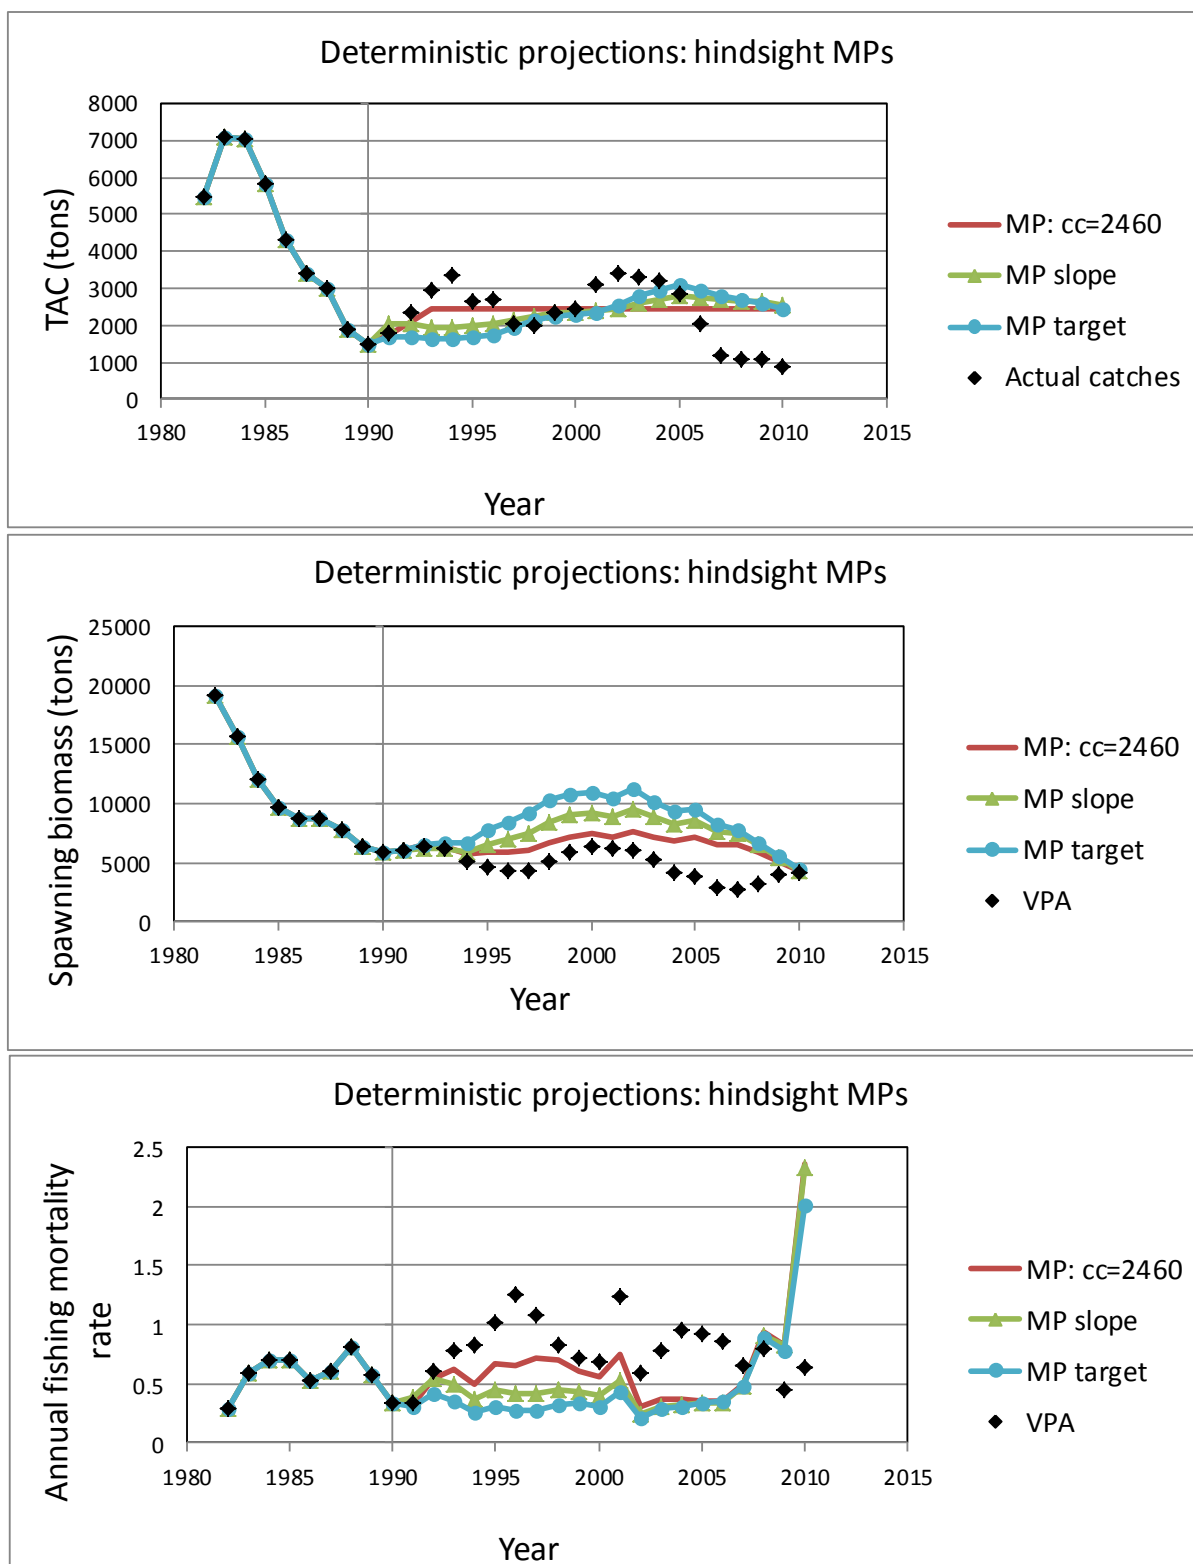 Deterministic projections: hindsight MPs
TAC (tons)
8000
7000
6000
5000
4000
3000
2000
1000
0
1980 1985 1990 1995 2000 2005 2010 2015
Year
MP: cc=2460
MP slope
MP target
Actual catches
Deterministic projections: hindsight MPs
Spawning biomass (tons)
25000
20000
15000
10000
5000
0
1980 1985 1990 1995 2000 2005 2010 2015
Year
MP: cc=2460
MP slope
MP target
VPA
Deterministic projections: hindsight MPs
Annual fishing mortality
rate
2.5
2
1.5
1
0.5
0
1980 1985 1990 1995 2000 2005 2010 2015
Year
MP: cc=2460
MP slope
MP target
VPA